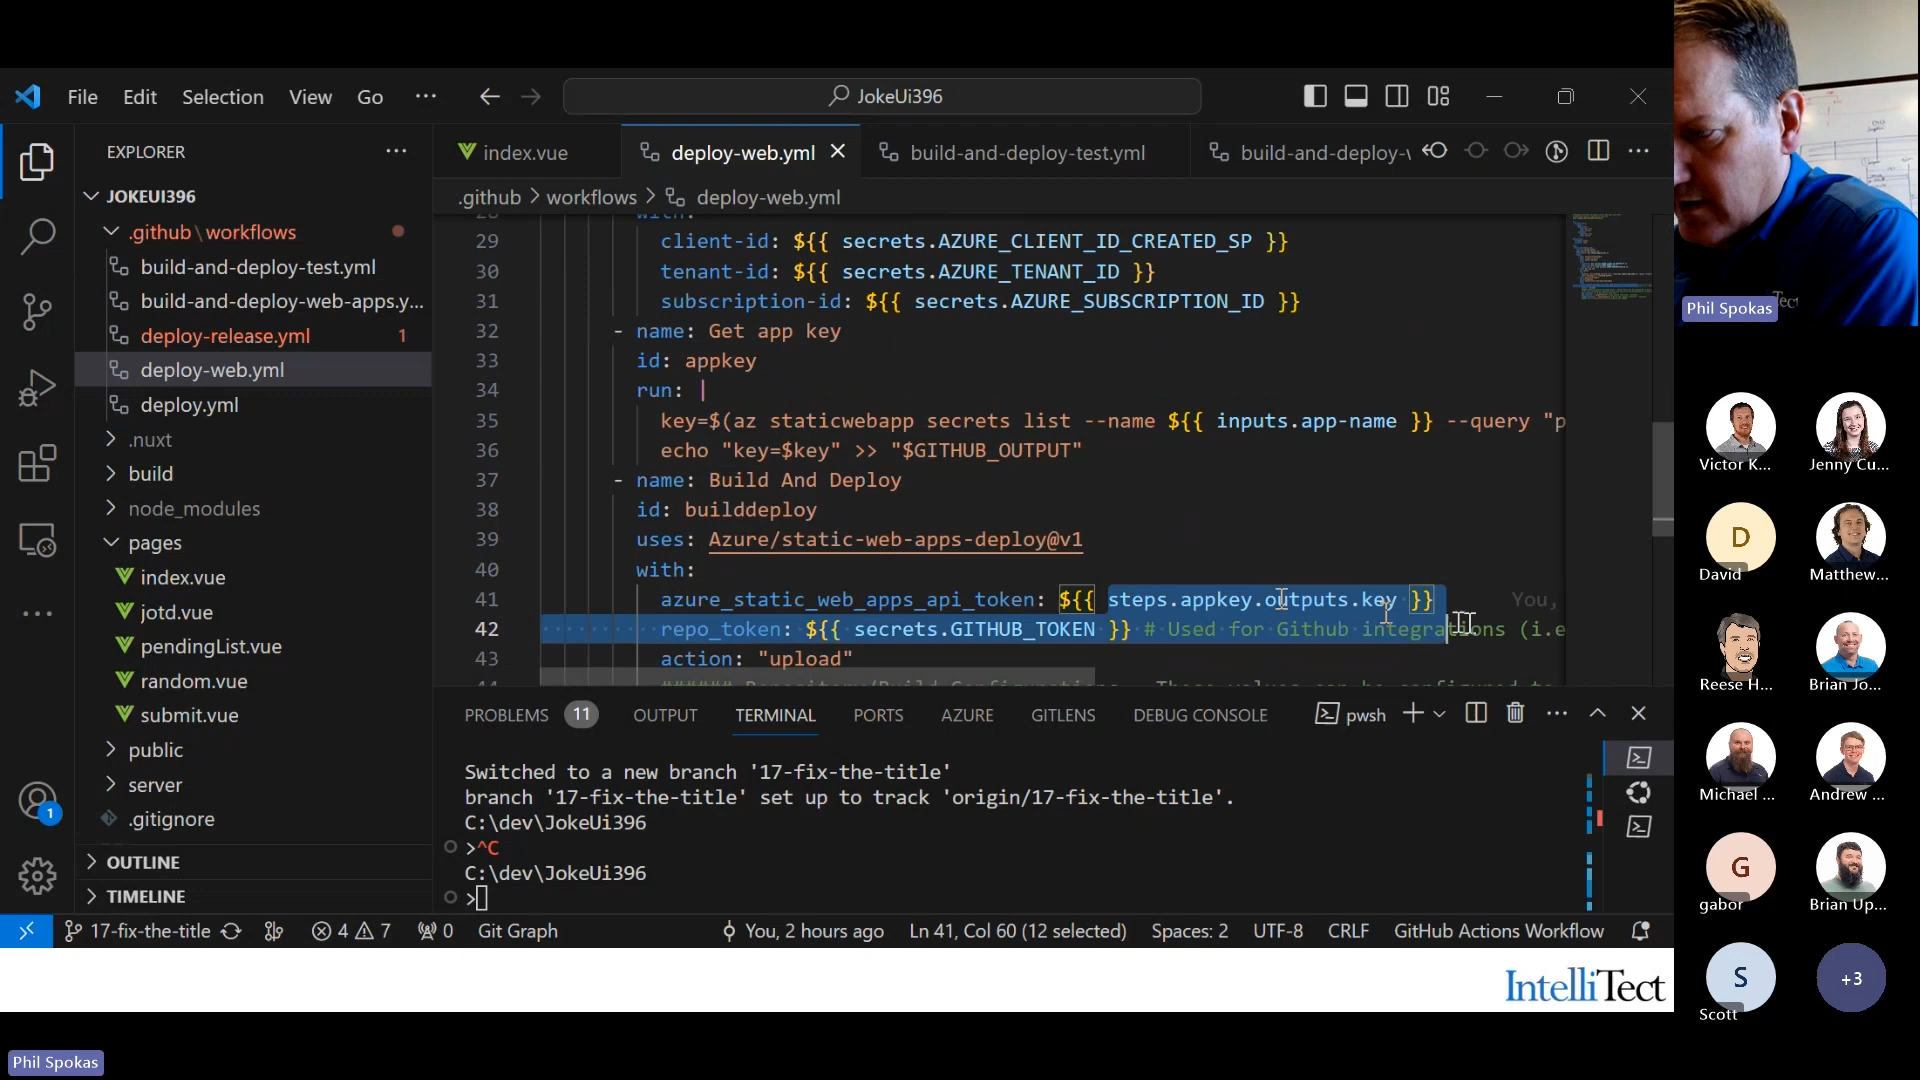 File Edit Selection View Go ···
JokeUi396
EXPLORER
JOKEUI396
.github\workflows
build-and-deploy-test.yml
build-and-deploy-web-apps.y...
deploy-release.yml 1
deploy-web.yml
deploy.yml
.nuxt
build
node_modules
pages
index.vue
jotd.vue
pendingList.vue
random.vue
submit.vue
public
server
.gitignore
OUTLINE
TIMELINE
1
index.vue
deploy-web.yml
build-and-deploy-test.yml
build-and-deploy-
.github > workflows > deploy-web.yml
with:
29 client-id: ${{ secrets.AZURE_CLIENT_ID_CREATED_SP }}
30 tenant-id: ${{ secrets.AZURE_TENANT_ID }}
31 subscription-id: ${{ secrets.AZURE_SUBSCRIPTION_ID }}
32 - name: Get app key
33 id: appkey
34 run: |
35 key=$(az staticwebapp secrets list --name ${{ inputs.app-name }} --query "p
36 echo "key=$key" >> "$GITHUB_OUTPUT"
37 - name: Build And Deploy
38 id: builddeploy
39 uses: Azure/static-web-apps-deploy@v1
40 with:
41 azure_static_web_apps_api_token: ${{ steps.appkey.outputs.key }} You,
42 repo_token: ${{ secrets.GITHUB_TOKEN }} # Used for Github integrations (i.e
43 action: "upload"
PROBLEMS 11 OUTPUT TERMINAL PORTS AZURE GITLENS DEBUG CONSOLE pwsh
Switched to a new branch '17-fix-the-title'
branch '17-fix-the-title' set up to track 'origin/17-fix-the-title'.
C:\dev\JokeUi396
>^C
C:\dev\JokeUi396
>
17-fix-the-title 4 7 0 Git Graph You, 2 hours ago Ln 41, Col 60 (12 selected) Spaces: 2 UTF-8 CRLF GitHub Actions Workflow
IntelliTect
Phil Spokas
Phil Spokas
Victor K...
Jenny Cu...
D
David
Matthew...
Reese H...
Brian Jo...
Michael ...
Andrew ...
G
gabor
Brian Up...
S
Scott
+3